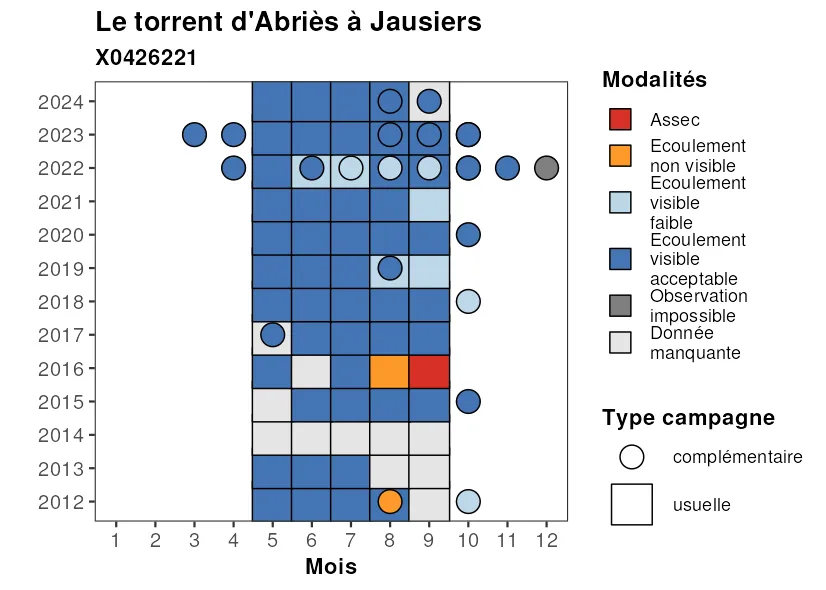 Le torrent d'Abriès à Jausiers
X0426221
2024
2023
2022
2021
2020
2019
2018
2017
2016
2015
2014
2013
2012
1 2 3 4 5 6 7 8 9 10 11 12
Mois
Modalités
Assec
Ecoulement
non visible
Ecoulement
visible
faible
Ecoulement
visible
acceptable
Observation
impossible
Donnée
manquante
Type campagne
complémentaire
usuelle